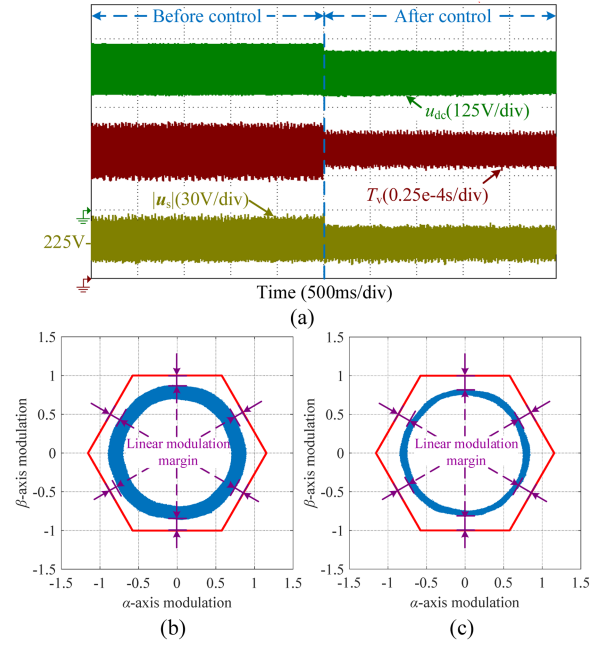 Before control
After control
u_dc(125V/div)
|u_s|(30V/div)
T_v(0.25e-4s/div)
225V
Time (500ms/div)
(a)
1.5
1
0.5
0
-0.5
-1
-1.5
β-axis modulation
Linear modulation
margin
-1.5 -1 -0.5 0 0.5 1 1.5
α-axis modulation
(b)
1.5
1
0.5
0
-0.5
-1
-1.5
β-axis modulation
Linear modulation
margin
-1.5 -1 -0.5 0 0.5 1 1.5
α-axis modulation
(c)